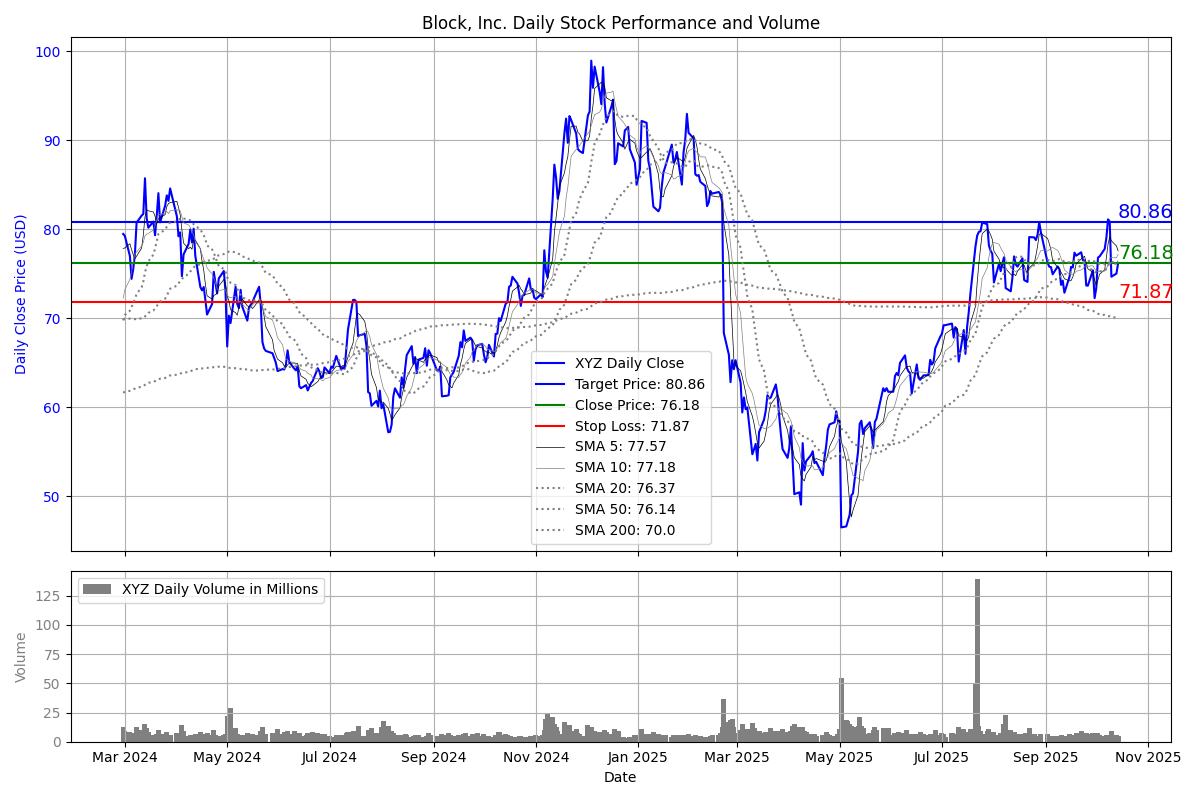 Block, Inc. Daily Stock Performance and Volume
Daily Close Price (USD)
100
90
80
70
60
50
80.86
76.18
71.87
XYZ Daily Close
Target Price: 80.86
Close Price: 76.18
Stop Loss: 71.87
SMA 5: 77.57
SMA 10: 77.18
SMA 20: 76.37
SMA 50: 76.14
SMA 200: 70.0
XYZ Daily Volume in Millions
Volume
125
100
75
50
25
0
Mar 2024 May 2024 Jul 2024 Sep 2024 Nov 2024 Jan 2025 Mar 2025 May 2025 Jul 2025 Sep 2025 Nov 2025
Date